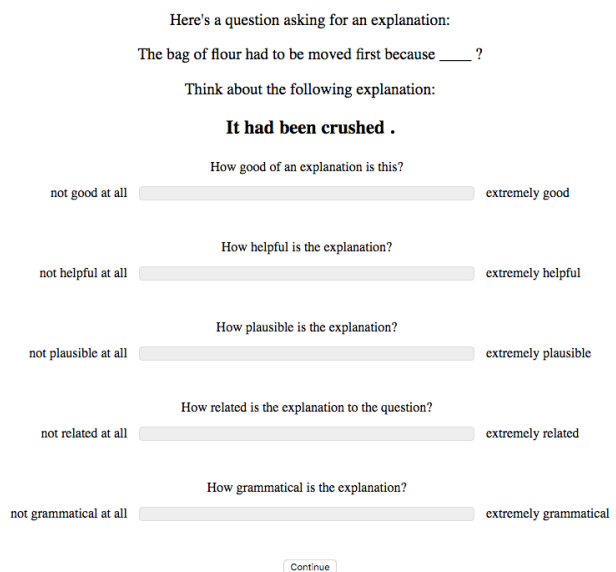 Here's a question asking for an explanation:
The bag of flour had to be moved first because ____ ?
Think about the following explanation:
It had been crushed .
How good of an explanation is this?
not good at all extremely good
How helpful is the explanation?
not helpful at all extremely helpful
How plausible is the explanation?
not plausible at all extremely plausible
How related is the explanation to the question?
not related at all extremely related
How grammatical is the explanation?
not grammatical at all extremely grammatical
Continue